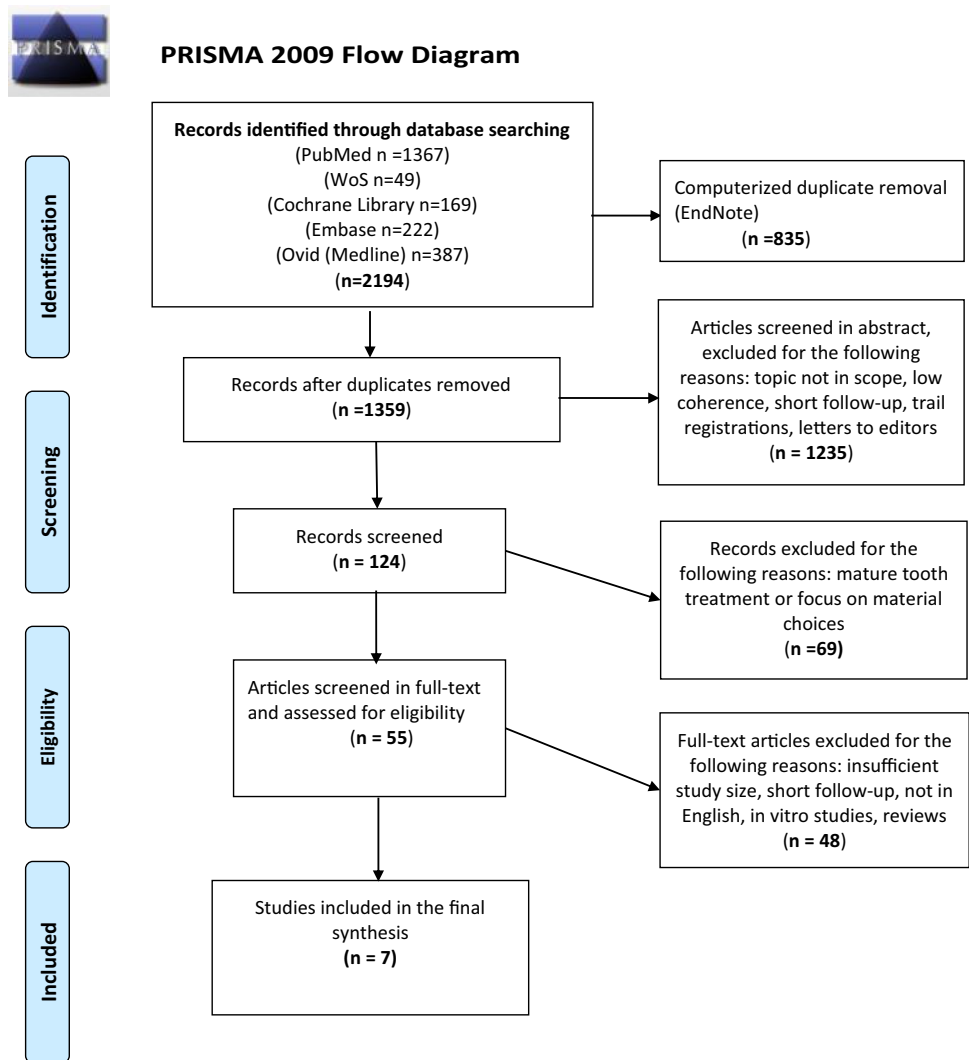 PRISMA
PRISMA 2009 Flow Diagram
Identification
Records identified through database searching
(PubMed n =1367)
(WoS n=49)
(Cochrane Library n=169)
(Embase n=222)
(Ovid (Medline) n=387)
(n=2194)
Computerized duplicate removal
(EndNote)
(n =835)
Records after duplicates removed
(n =1359)
Articles screened in abstract,
excluded for the following
reasons: topic not in scope, low
coherence, short follow-up, trail
registrations, letters to editors
(n = 1235)
Screening
Records screened
(n = 124)
Records excluded for the
following reasons: mature tooth
treatment or focus on material
choices
(n =69)
Eligibility
Articles screened in full-text
and assessed for eligibility
(n = 55)
Full-text articles excluded for the
following reasons: insufficient
study size, short follow-up, not in
English, in vitro studies, reviews
(n = 48)
Included
Studies included in the final
synthesis
(n = 7)